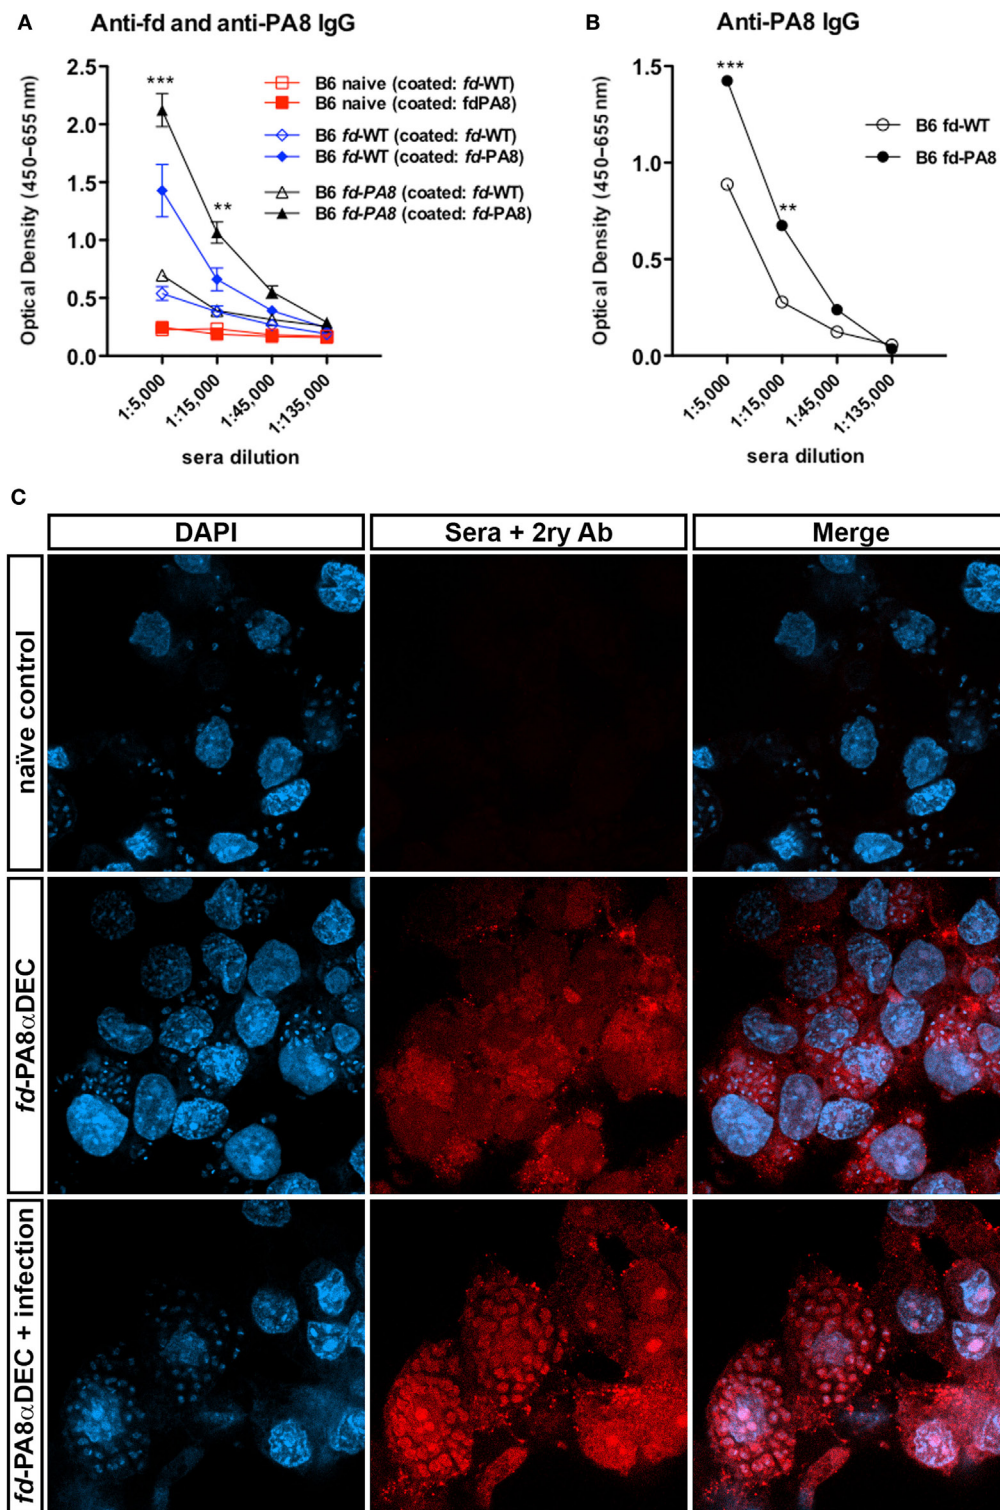 A
Anti-fd and anti-PA8 IgG
Optical Density (450-655 nm)
2.5
2.0
1.5
1.0
0.5
0.0
***
**
B6 naive (coated: fd-WT)
B6 naive (coated: fdPA8)
B6 fd-WT (coated: fd-WT)
B6 fd-WT (coated: fd-PA8)
B6 fd-PA8 (coated: fd-WT)
B6 fd-PA8 (coated: fd-PA8)
1:5,000
1:15,000
1:45,000
1:135,000
sera dilution
B
Anti-PA8 IgG
Optical Density (450-655 nm)
1.5
1.0
0.5
0.0
***
**
B6 fd-WT
B6 fd-PA8
1:5,000
1:15,000
1:45,000
1:135,000
sera dilution
C
DAPI
Sera + 2ry Ab
Merge
naïve control
fd-PA8αDEC
fd-PA8αDEC + infection